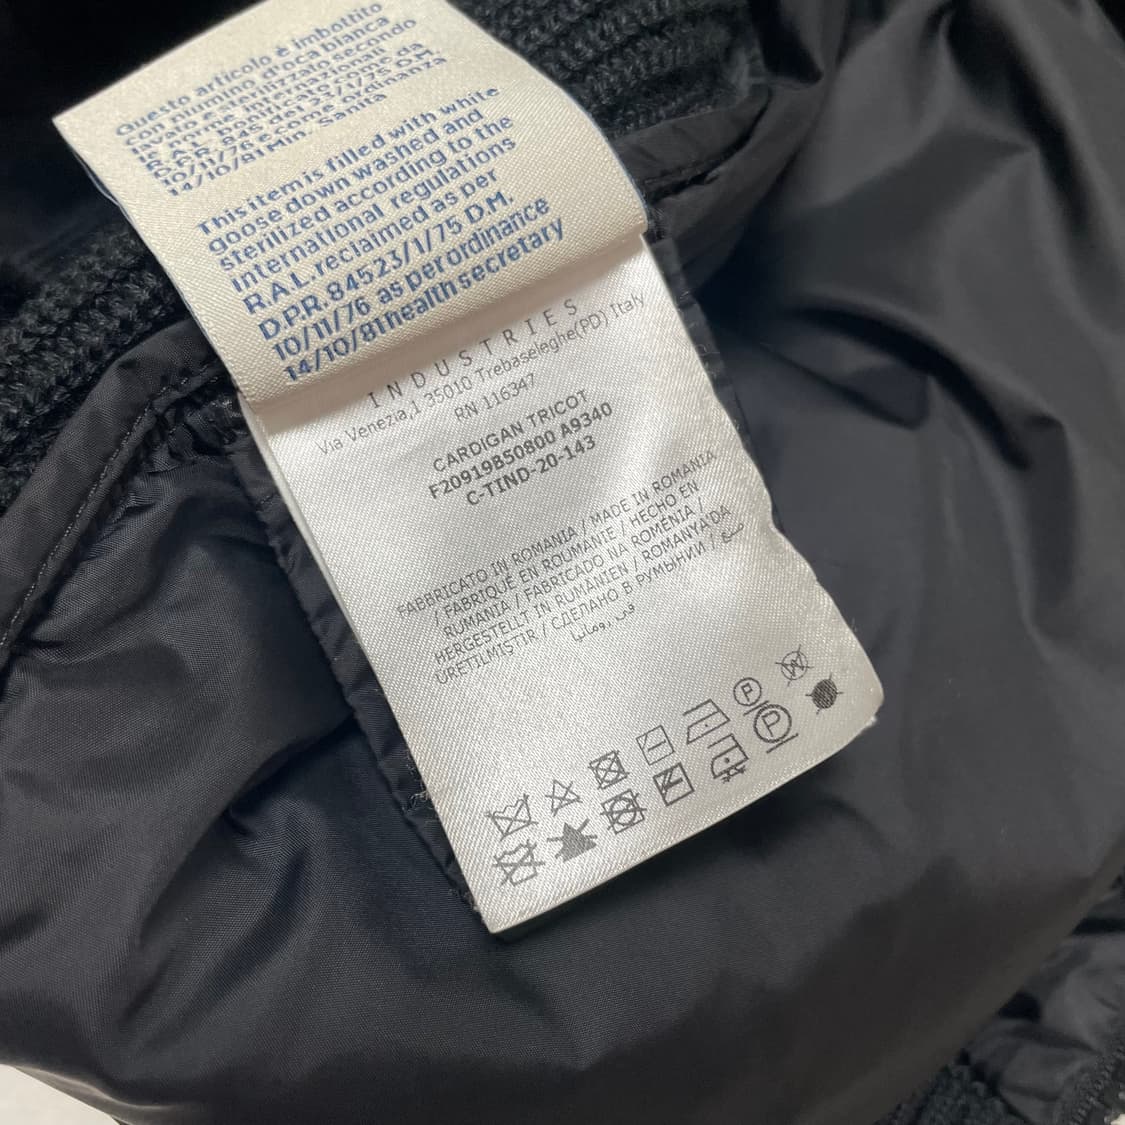 Questo articolo è imbottito
con piumino d'oca bianca
lavato e sterilizzato secondo
le norme internazionali
R.A.L. bonificato da
D.P.R. 845 del 23/1/75 D.M.
10/11/76 come ordinanza
14/10/81 Min. Sanità
This item is filled with white
goose down washed and
sterilized according to the
international regulations
R.A.L. reclaimed as per
D.P.R. 84523/1/75 D.M.
10/11/76 as per ordinance
14/10/81 health secretary
INDUSTRIES
Via Venezia,1 35010 Trebaseleghe(PD) Italy
RN 116347
CARDIGAN TRICOT
F20919B50800 A9340
C-TIND-20-143
FABBRICATO IN ROMANIA / MADE IN ROMANIA
/ FABRIQUÉ EN ROUMANIE / HECHO EN
RUMANIA / FABRICADO NA ROMÉNIA /
HERGESTELLT IN RUMÄNIEN / ROMANYA'DA
ÜRETILMIŞTIR / СДЕЛАНО В РУМЫНИИ / صنع
في رومانيا
P
W
P